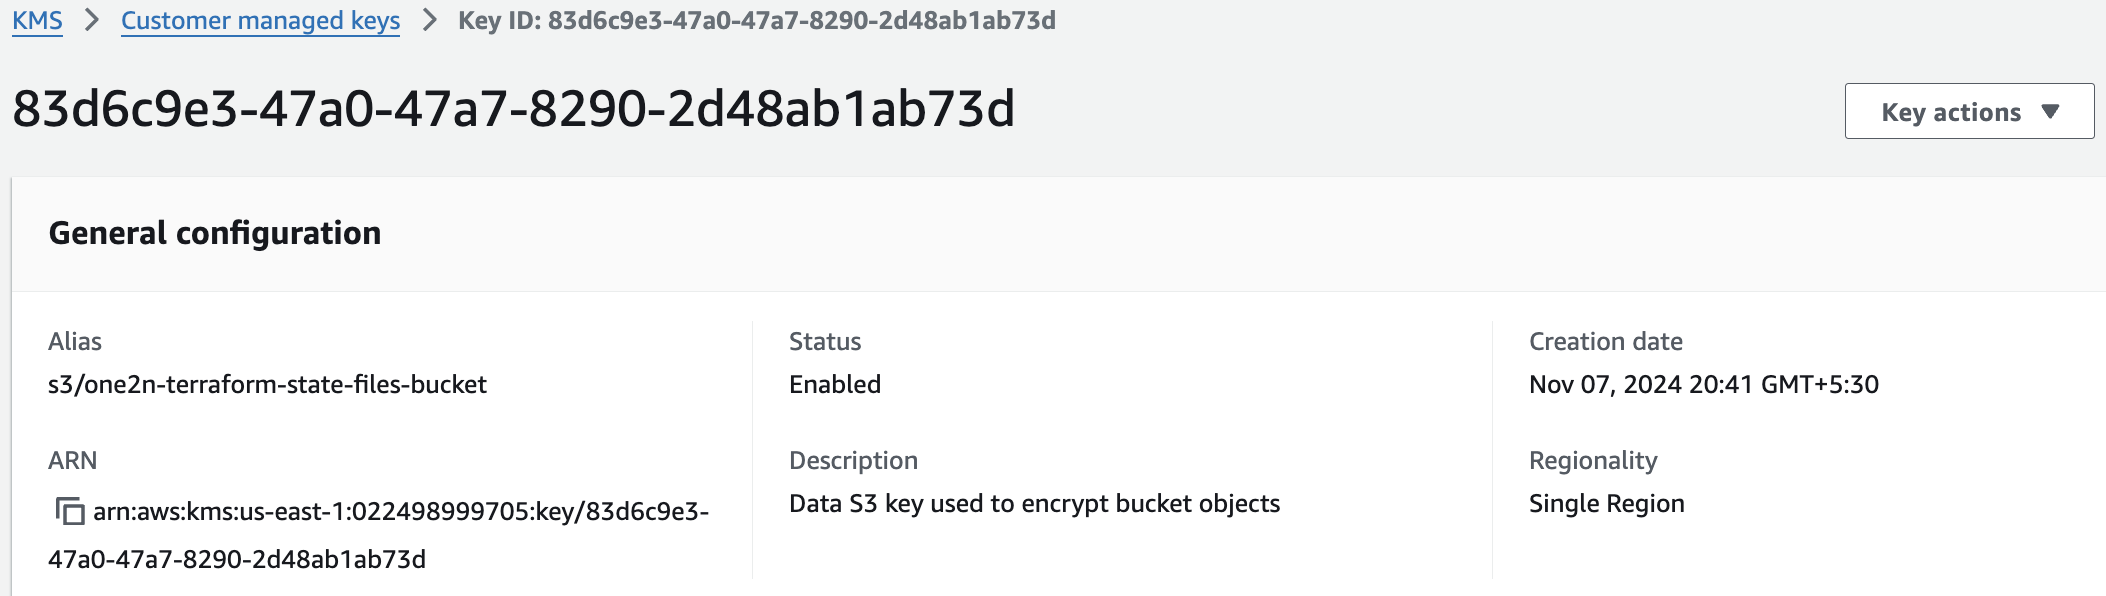 KMS > Customer managed keys > Key ID: 83d6c9e3-47a0-47a7-8290-2d48ab1ab73d
83d6c9e3-47a0-47a7-8290-2d48ab1ab73d
Key actions
General configuration
Alias
s3/one2n-terraform-state-files-bucket
ARN
arn:aws:kms:us-east-1:022498999705:key/83d6c9e3-
47a0-47a7-8290-2d48ab1ab73d
Status
Enabled
Description
Data S3 key used to encrypt bucket objects
Creation date
Nov 07, 2024 20:41 GMT+5:30
Regionality
Single Region